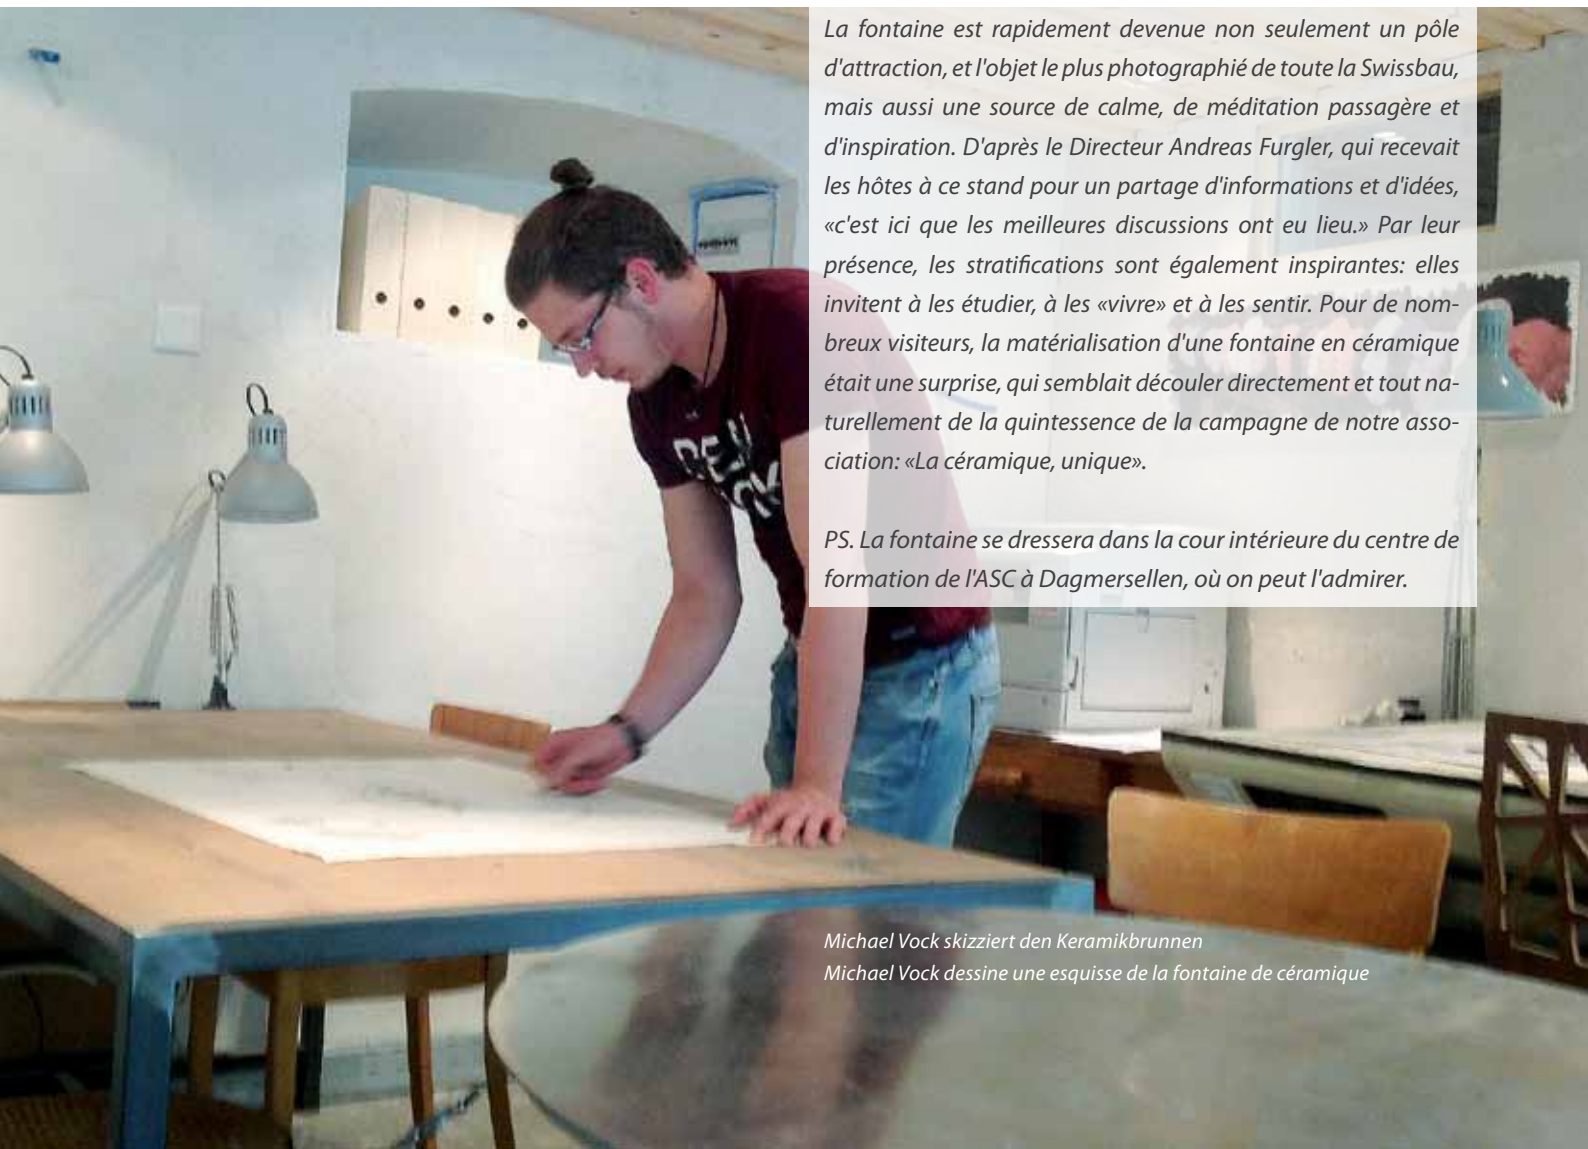 La fontaine est rapidement devenue non seulement un pôle
d'attraction, et l'objet le plus photographié de toute la Swissbau,
mais aussi une source de calme, de méditation passagère et
d'inspiration. D'après le Directeur Andreas Furgler, qui recevait
les hôtes à ce stand pour un partage d'informations et d'idées,
«c'est ici que les meilleures discussions ont eu lieu.» Par leur
présence, les stratifications sont également inspirantes: elles
invitent à les étudier, à les «vivre» et à les sentir. Pour de nom-
breux visiteurs, la matérialisation d'une fontaine en céramique
était une surprise, qui semblait découler directement et tout na-
turellement de la quintessence de la campagne de notre asso-
ciation: «La céramique, unique».
PS. La fontaine se dressera dans la cour intérieure du centre de
formation de l'ASC à Dagmersellen, où on peut l'admirer.
Michael Vock skizziert den Keramikbrunnen
Michael Vock dessine une esquisse de la fontaine de céramique